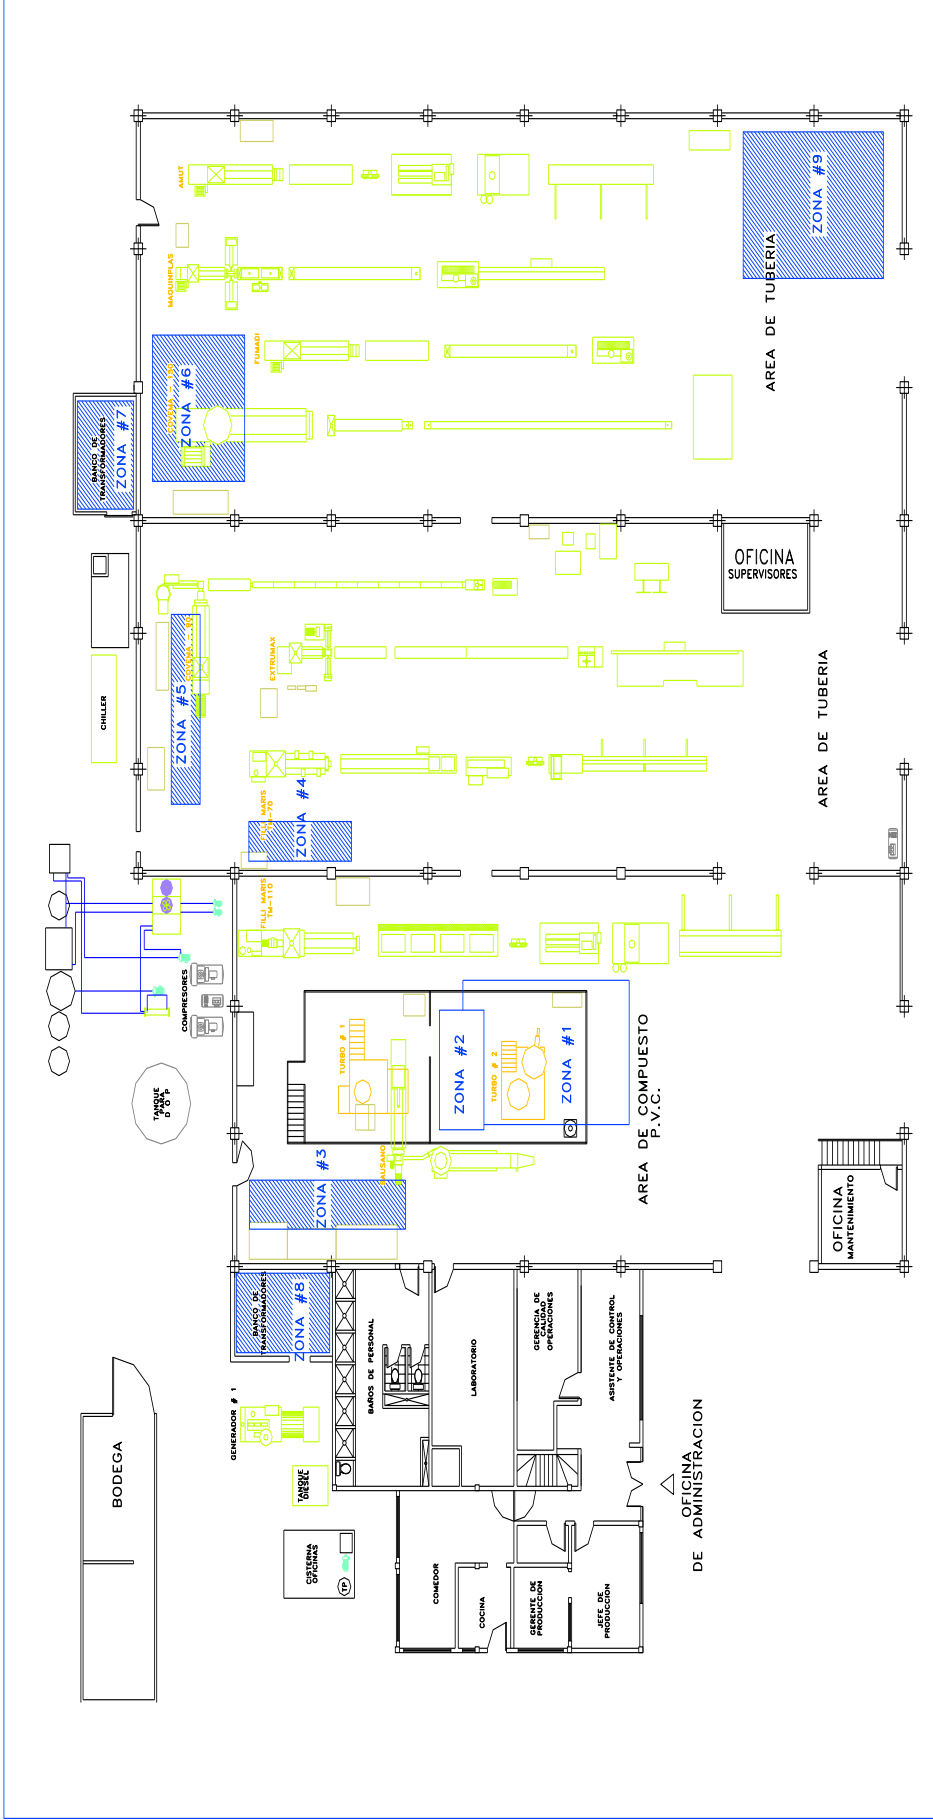 AMUT
ZONA #9
AREA DE TUBERIA
MAQUINPLAS
FUMADI
COVEMA - 150
ZONA #6
BANCO DE
TRANSFORMADORES
ZONA #7
OFICINA
SUPERVISORES
CHILLER
ZONA #5
EXTRUMAX
AREA DE TUBERIA
FILLI MARIS
TM-70
ZONA #4
FILLI MARIS
TM-110
COMPRESORES
TANQUE
PARA
D O P
TURBO # 1
ZONA #2
TURBO # 2
ZONA #1
AREA DE COMPUESTO
P.V.C.
BAUSANO
ZONA #3
OFICINA
MANTENIMIENTO
BANCO DE
TRANSFORMADORES
ZONA #8
GENERADOR # 1
BAÑOS DE PERSONAL
LABORATORIO
GERENCIA DE
CALIDAD
OPERACIONES
ASISTENTE DE CONTROL
Y OPERACIONES
BODEGA
TANQUE
DIESEL
OFICINA
DE ADMINISTRACION
CISTERNA
OFICINAS
TP
COMEDOR
COCINA
GERENTE DE
PRODUCCION
JEFE DE
PRODUCCION